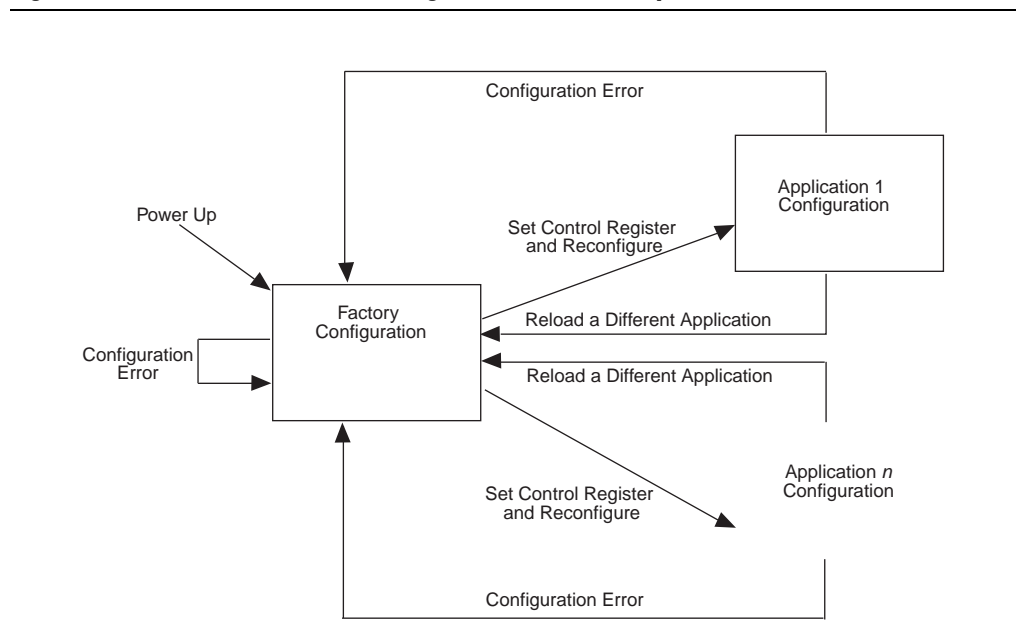 Configuration Error
Application 1
Configuration
Power Up
Set Control Register
and Reconfigure
Factory
Configuration
Reload a Different Application
Configuration
Error
Reload a Different Application
Application n
Configuration
Set Control Register
and Reconfigure
Configuration Error